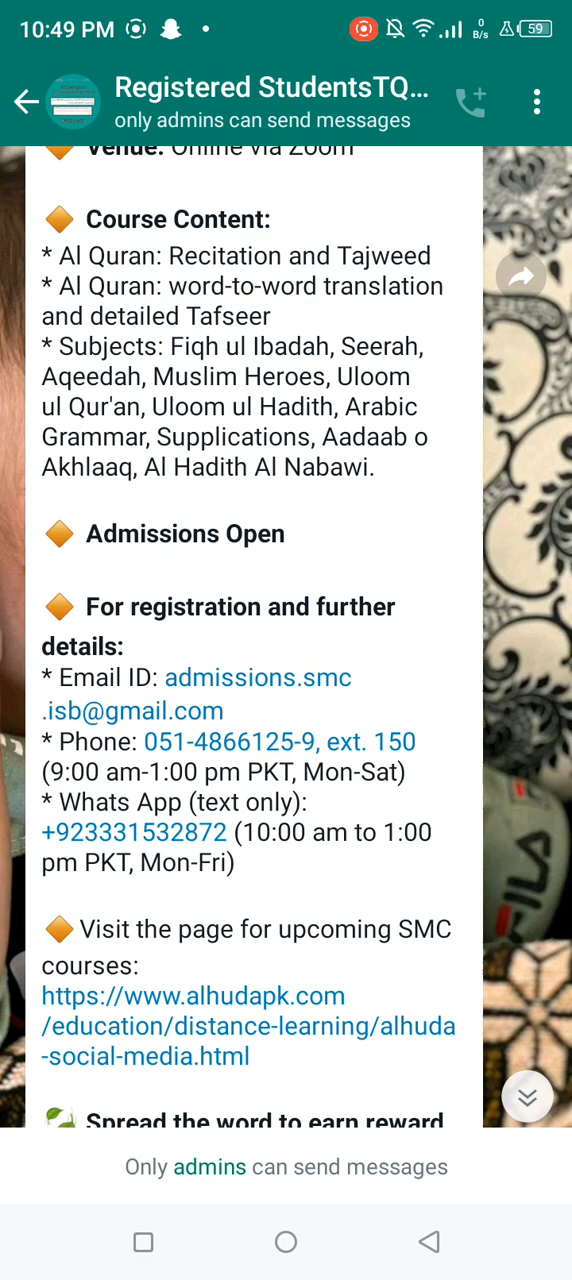 10:49 PM
0
B/s
59
Registered StudentsTQ...
only admins can send messages
Venue: Online via Zoom
Course Content:
* Al Quran: Recitation and Tajweed
* Al Quran: word-to-word translation
and detailed Tafseer
* Subjects: Fiqh ul Ibadah, Seerah,
Aqeedah, Muslim Heroes, Uloom
ul Qur'an, Uloom ul Hadith, Arabic
Grammar, Supplications, Aadaab o
Akhlaaq, Al Hadith Al Nabawi.
Admissions Open
For registration and further
details:
* Email ID: admissions.smc
.isb@gmail.com
* Phone: 051-4866125-9, ext. 150
(9:00 am-1:00 pm PKT, Mon-Sat)
* Whats App (text only):
+923331532872 (10:00 am to 1:00
pm PKT, Mon-Fri)
Visit the page for upcoming SMC
courses:
https://www.alhudapk.com
/education/distance-learning/alhuda
-social-media.html
Spread the word to earn reward
FILA
Only admins can send messages